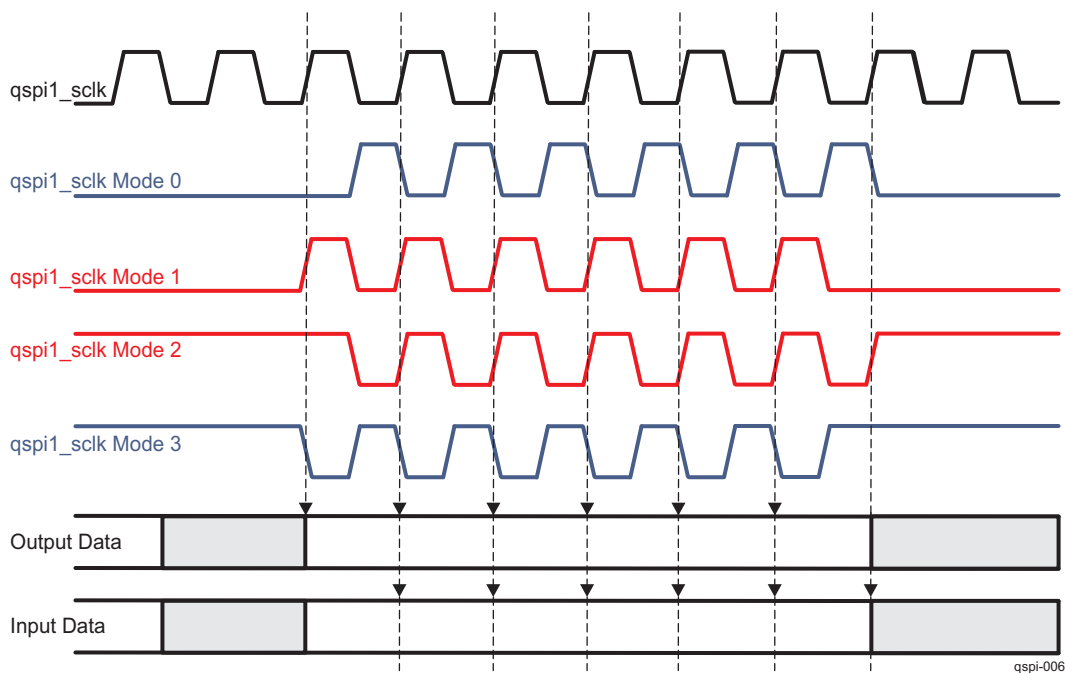 qspi1_sclk
qspi1_sclk Mode 0
qspi1_sclk Mode 1
qspi1_sclk Mode 2
qspi1_sclk Mode 3
Output Data
Input Data
qspi-006